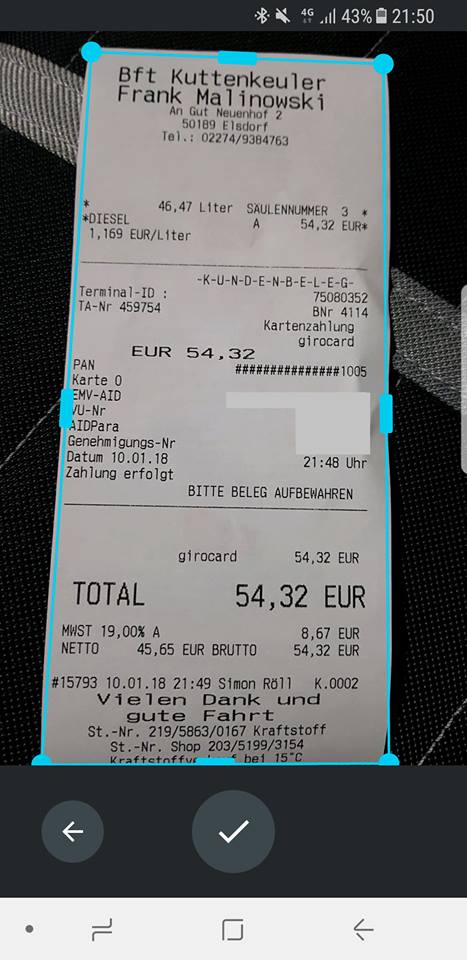 4G 43% 21:50
Bft Kuttenkeuler
Frank Malinowski
An Gut Neuenhof 2
50189 Elsdorf
Tel.: 02274/9384763
* 46,47 Liter SÄULENNUMMER 3 *
*DIESEL A 54,32 EUR*
1,169 EUR/Liter
-K-U-N-D-E-N-B-E-L-E-G-
Terminal-ID : 75080352
TA-Nr 459754 BNr 4114
Kartenzahlung
girocard
EUR 54,32
PAN ###############1005
Karte 0
EMV-AID
VU-Nr
AIDPara
Genehmigungs-Nr
Datum 10.01.18 21:48 Uhr
Zahlung erfolgt
BITTE BELEG AUFBEWAHREN
girocard 54,32 EUR
TOTAL 54,32 EUR
MWST 19,00% A 8,67 EUR
NETTO 45,65 EUR BRUTTO 54,32 EUR
#15793 10.01.18 21:49 Simon Röll K.0002
Vielen Dank und
gute Fahrt
St.-Nr. 219/5863/0167 Kraftstoff
St.-Nr. Shop 203/5199/3154
bei 15°C